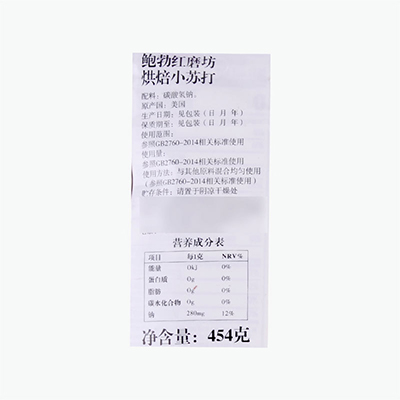 鲍勃红磨坊
烘焙小苏打
配料：碳酸氢钠。
原产国：美国
生产日期：见包装（日 月 年）
保质期至：见包装（日 月 年）
使用范围：
参照GB2760-2014相关标准使用
使用量：
参照GB2760-2014相关标准使用
使用方法：与其他原料混合均匀使用
（参照GB2760-2014相关标准使用）
贮存条件：请置于阴凉干燥处
营养成分表
项目 每1克 NRV%
能量 0kJ 0%
蛋白质 0g 0%
脂肪 0g 0%
碳水化合物 0g 0%
钠 280mg 12%
净含量：454克